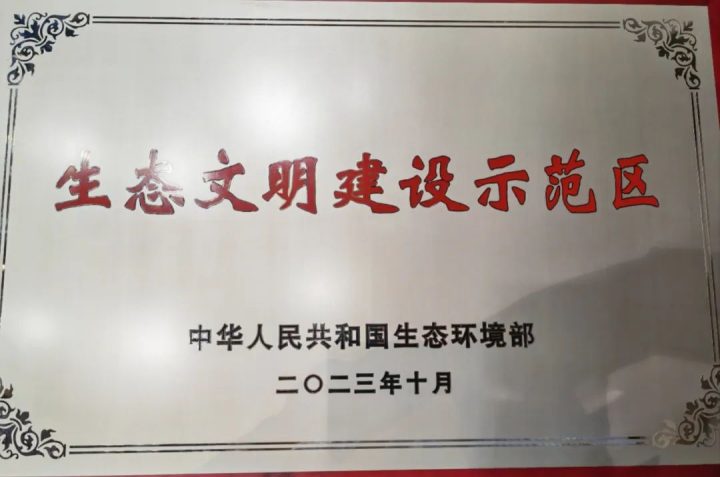 生态文明建设示范区
中华人民共和国生态环境部
二〇二三年十月